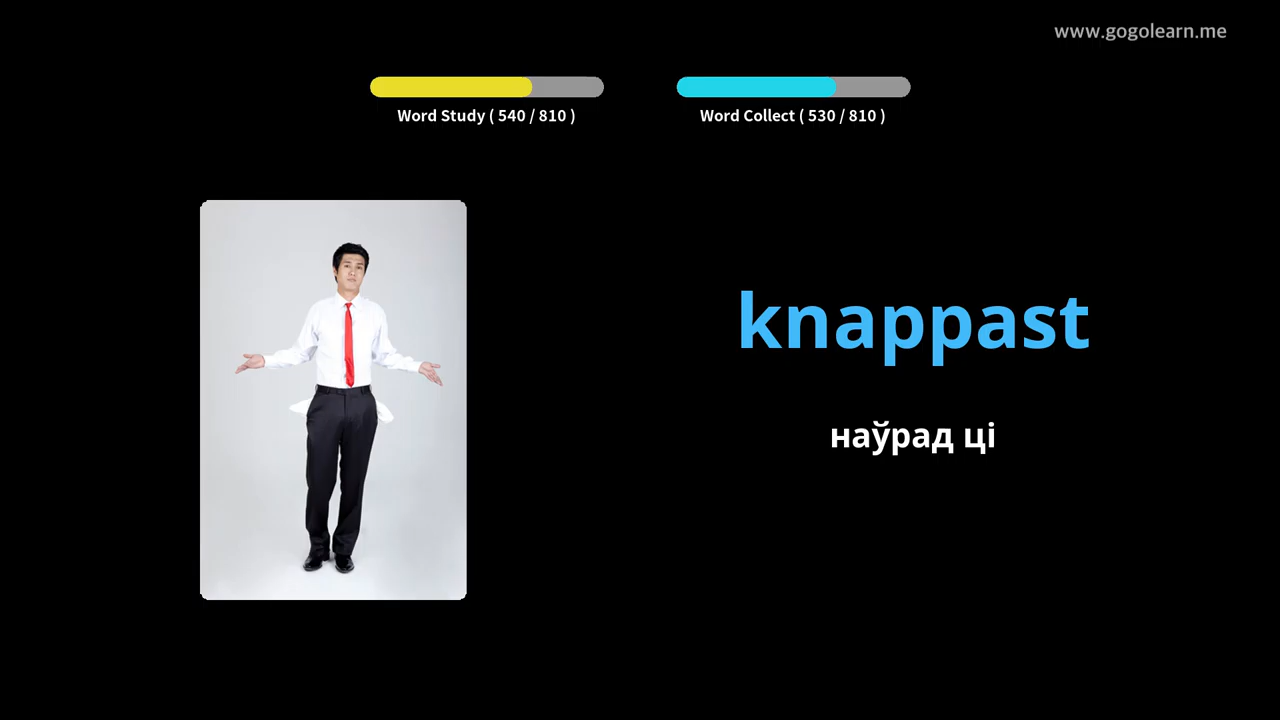 www.gogolearn.me
Word Study ( 540 / 810 )
Word Collect ( 530 / 810 )
knappast
наўрад ці